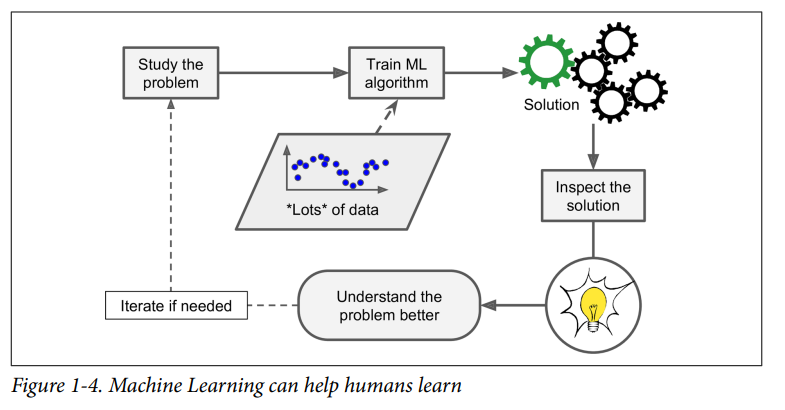 Study the
problem
Train ML
algorithm
Solution
*Lots* of data
Inspect the
solution
Understand the
problem better
Iterate if needed
Figure 1-4. Machine Learning can help humans learn